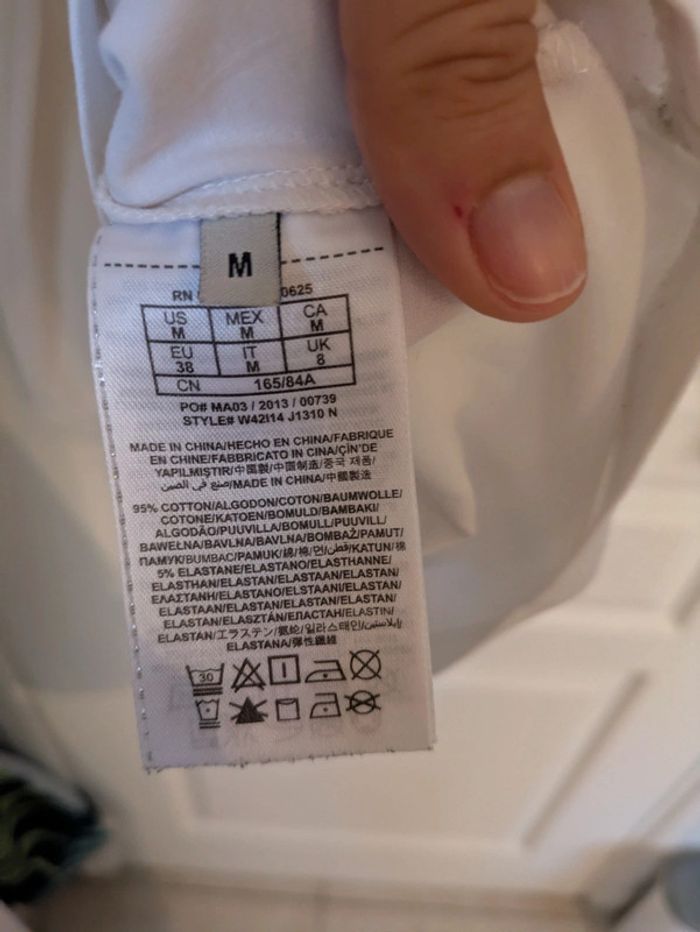 M
RN 0625
US MEX CA
M M M
EU IT UK
38 M 8
CN 165/84A
PO# MA03 / 2013 / 00739
STYLE# W42I14 J1310 N
MADE IN CHINA/HECHO EN CHINA/FABRIQUE
EN CHINE/FABBRICATO IN CINA/ÇİN'DE
YAPILMIŞTIR/中国製/中国制造/중국 제품/
صنع في الصين/MADE IN CHINA/中國製造
95% COTTON/ALGODON/COTON/BAUMWOLLE/
COTONE/KATOEN/BOMULD/BAMBAKI/
ALGODÃO/PUUVILLA/BOMULL/PUUVILL/
BAWEŁNA/BAVLNA/BAVLNA/BOMBAŽ/PAMUT/
ПАМУК/BUMBAC/PAMUK/綿/棉/면/قطن/KATUN/棉
5% ELASTANE/ELASTANO/ELASTHANNE/
ELASTHAN/ELASTAN/ELASTAAN/ELASTAN/
ΕΛΑΣΤΑΝΗ/ELASTANO/ELSTAANI/ELASTAN/
ELASTAAN/ELASTAN/ELASTAN/ELASTAN/
ELASTAN/ELASZTÁN/ЕЛАСТАН/ELASTIN/
ELASTAN/エラステン/氨纶/일라스테인/إيلاستين/
ELASTANA/彈性纖維
30